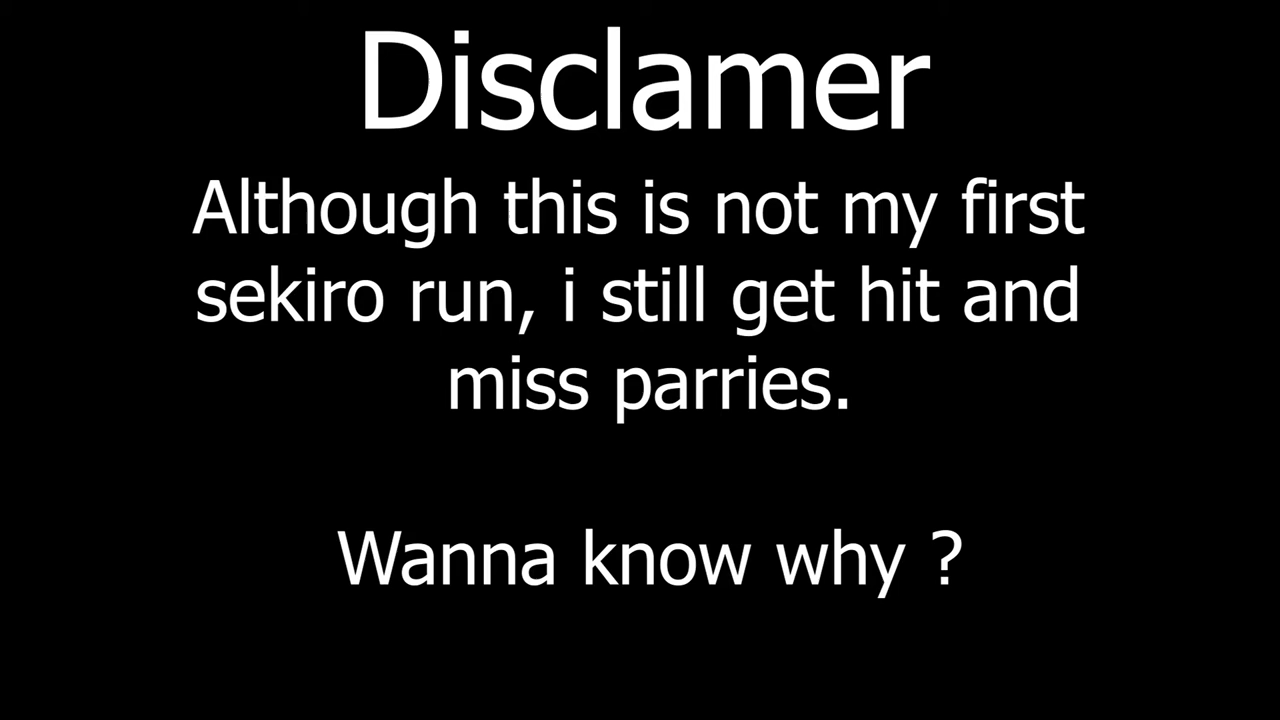 Disclamer
Although this is not my first
sekiro run, i still get hit and
miss parries.
Wanna know why ?